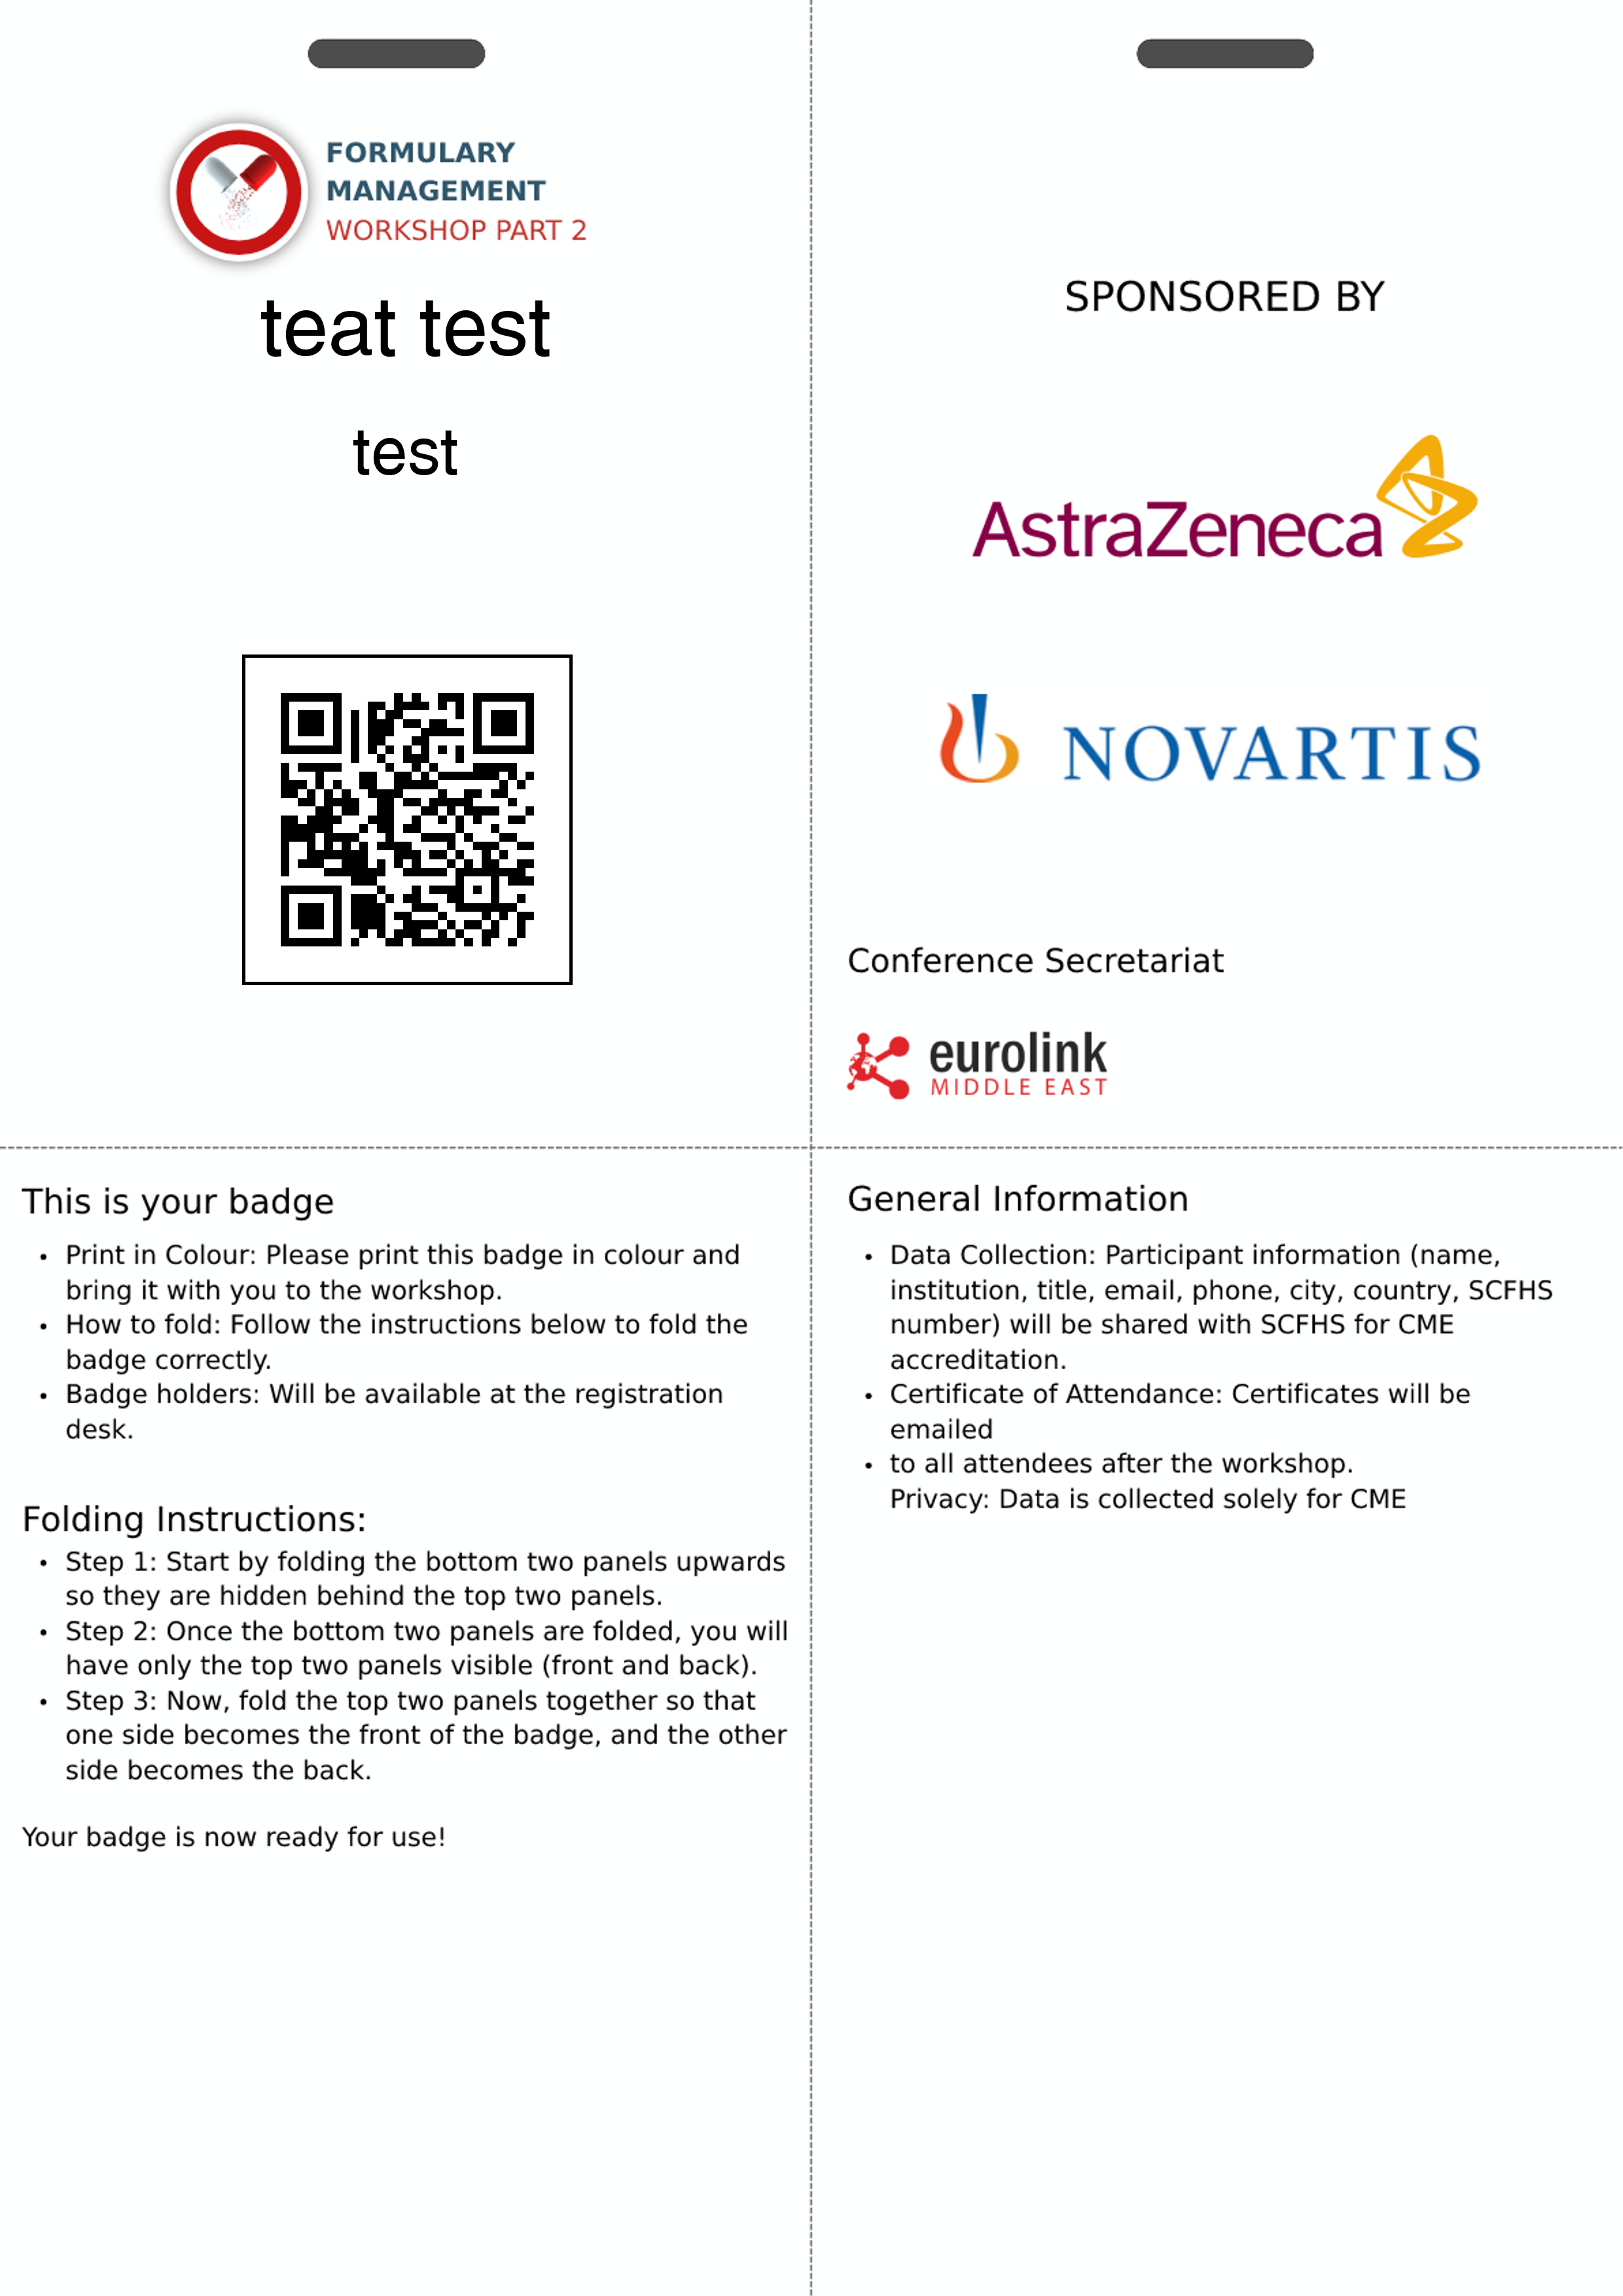 FORMULARY
MANAGEMENT
WORKSHOP PART 2
teat test
test
SPONSORED BY
AstraZeneca
NOVARTIS
Conference Secretariat
eurolink
MIDDLE EAST
This is your badge
• Print in Colour: Please print this badge in colour and
bring it with you to the workshop.
• How to fold: Follow the instructions below to fold the
badge correctly.
• Badge holders: Will be available at the registration
desk.
Folding Instructions:
• Step 1: Start by folding the bottom two panels upwards
so they are hidden behind the top two panels.
• Step 2: Once the bottom two panels are folded, you will
have only the top two panels visible (front and back).
• Step 3: Now, fold the top two panels together so that
one side becomes the front of the badge, and the other
side becomes the back.
Your badge is now ready for use!
General Information
• Data Collection: Participant information (name,
institution, title, email, phone, city, country, SCFHS
number) will be shared with SCFHS for CME
accreditation.
• Certificate of Attendance: Certificates will be
emailed
• to all attendees after the workshop.
Privacy: Data is collected solely for CME